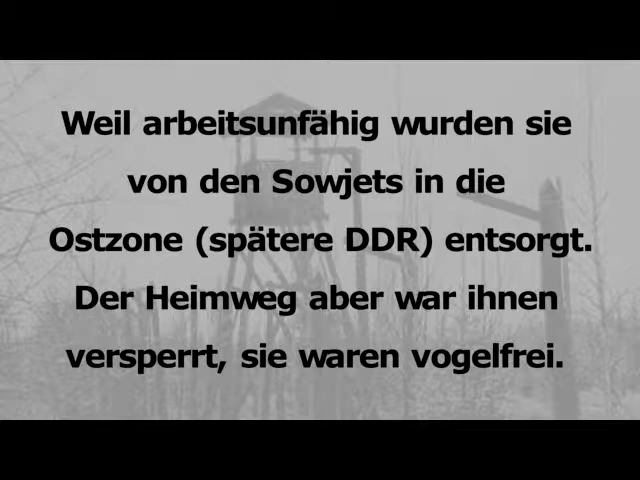 Weil arbeitsunfähig wurden sie
von den Sowjets in die
Ostzone (spätere DDR) entsorgt.
Der Heimweg aber war ihnen
versperrt, sie waren vogelfrei.